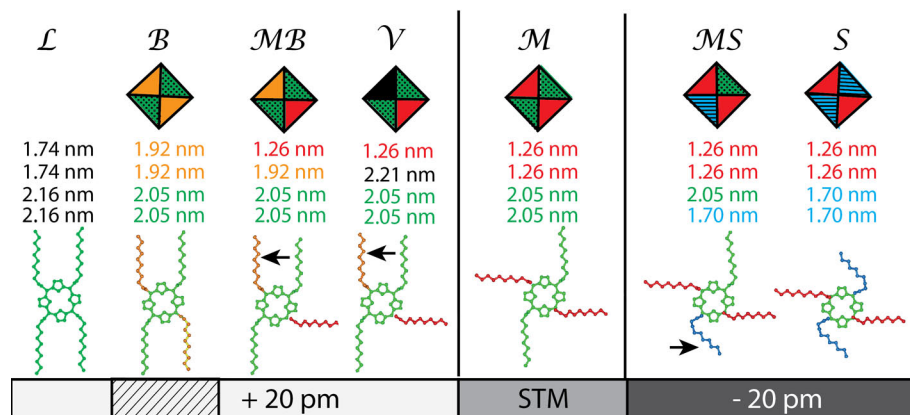 ℒ ℬ ℳℬ 𝒱 ℳ ℳ𝒮 𝒮
1.74 nm 1.92 nm 1.26 nm 1.26 nm 1.26 nm 1.26 nm 1.26 nm
1.74 nm 1.92 nm 1.92 nm 2.21 nm 1.26 nm 1.26 nm 1.26 nm
2.16 nm 2.05 nm 2.05 nm 2.05 nm 2.05 nm 2.05 nm 1.70 nm
2.16 nm 2.05 nm 2.05 nm 2.05 nm 2.05 nm 1.70 nm 1.70 nm
+ 20 pm STM - 20 pm